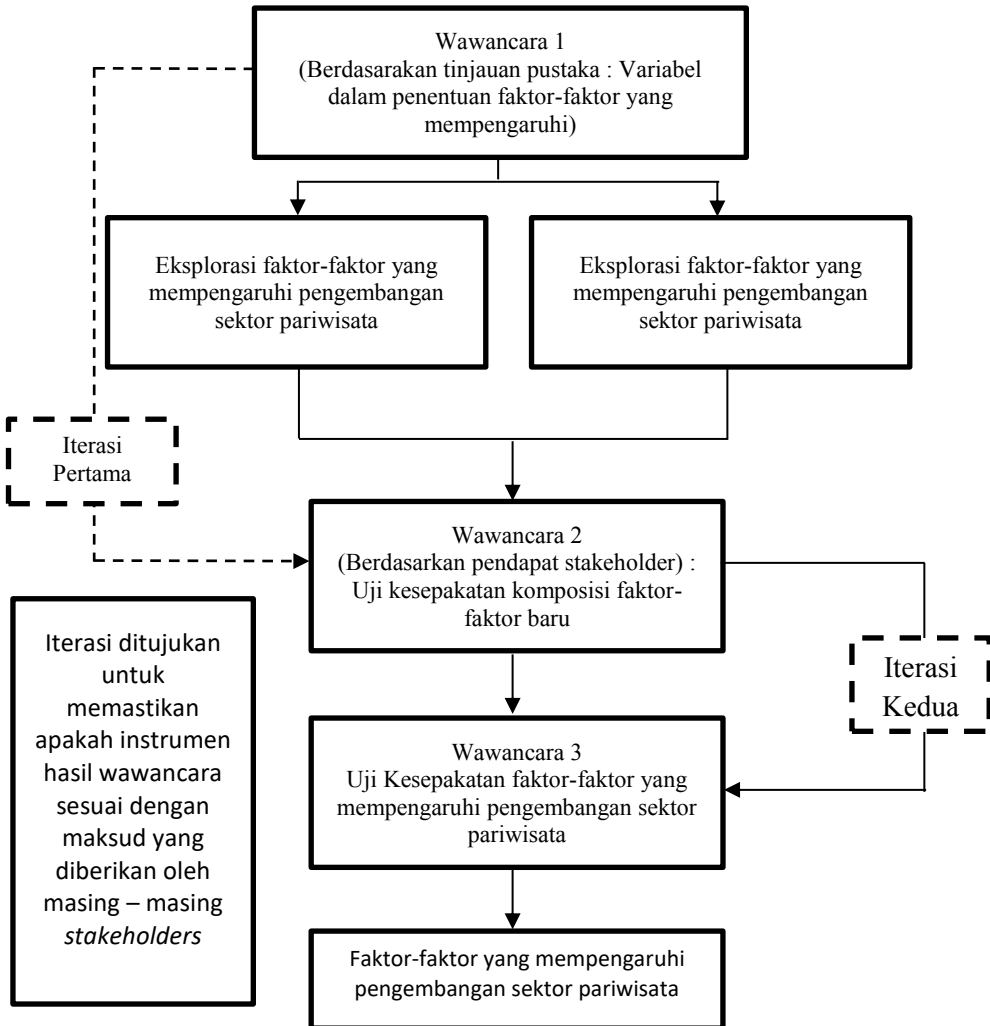 Wawancara 1
(Berdasarakan tinjauan pustaka : Variabel
dalam penentuan faktor-faktor yang
mempengaruhi)
Eksplorasi faktor-faktor yang
mempengaruhi pengembangan
sektor pariwisata
Eksplorasi faktor-faktor yang
mempengaruhi pengembangan
sektor pariwisata
Iterasi
Pertama
Wawancara 2
(Berdasarkan pendapat stakeholder) :
Uji kesepakatan komposisi faktor-
faktor baru
Iterasi ditujukan
untuk
memastikan
apakah instrumen
hasil wawancara
sesuai dengan
maksud yang
diberikan oleh
masing – masing
stakeholders
Iterasi
Kedua
Wawancara 3
Uji Kesepakatan faktor-faktor yang
mempengaruhi pengembangan sektor
pariwisata
Faktor-faktor yang mempengaruhi
pengembangan sektor pariwisata